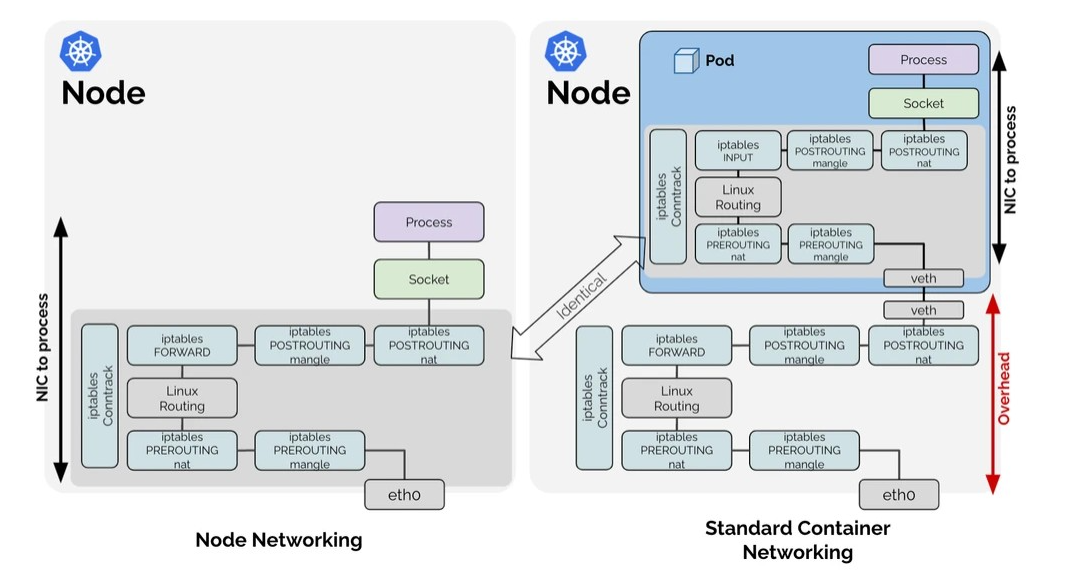 Node
NIC to process
Process
Socket
iptables
Conntrack
iptables
FORWARD
iptables
POSTROUTING
mangle
iptables
POSTROUTING
nat
Linux
Routing
iptables
PREROUTING
nat
iptables
PREROUTING
mangle
eth0
Node Networking
Identical
Node
Pod
Process
Socket
iptables
Conntrack
iptables
INPUT
iptables
POSTROUTING
mangle
iptables
POSTROUTING
nat
Linux
Routing
iptables
PREROUTING
nat
iptables
PREROUTING
mangle
veth
NIC to process
veth
iptables
Conntrack
iptables
FORWARD
iptables
POSTROUTING
mangle
iptables
POSTROUTING
nat
Linux
Routing
iptables
PREROUTING
nat
iptables
PREROUTING
mangle
eth0
Overhead
Standard Container
Networking